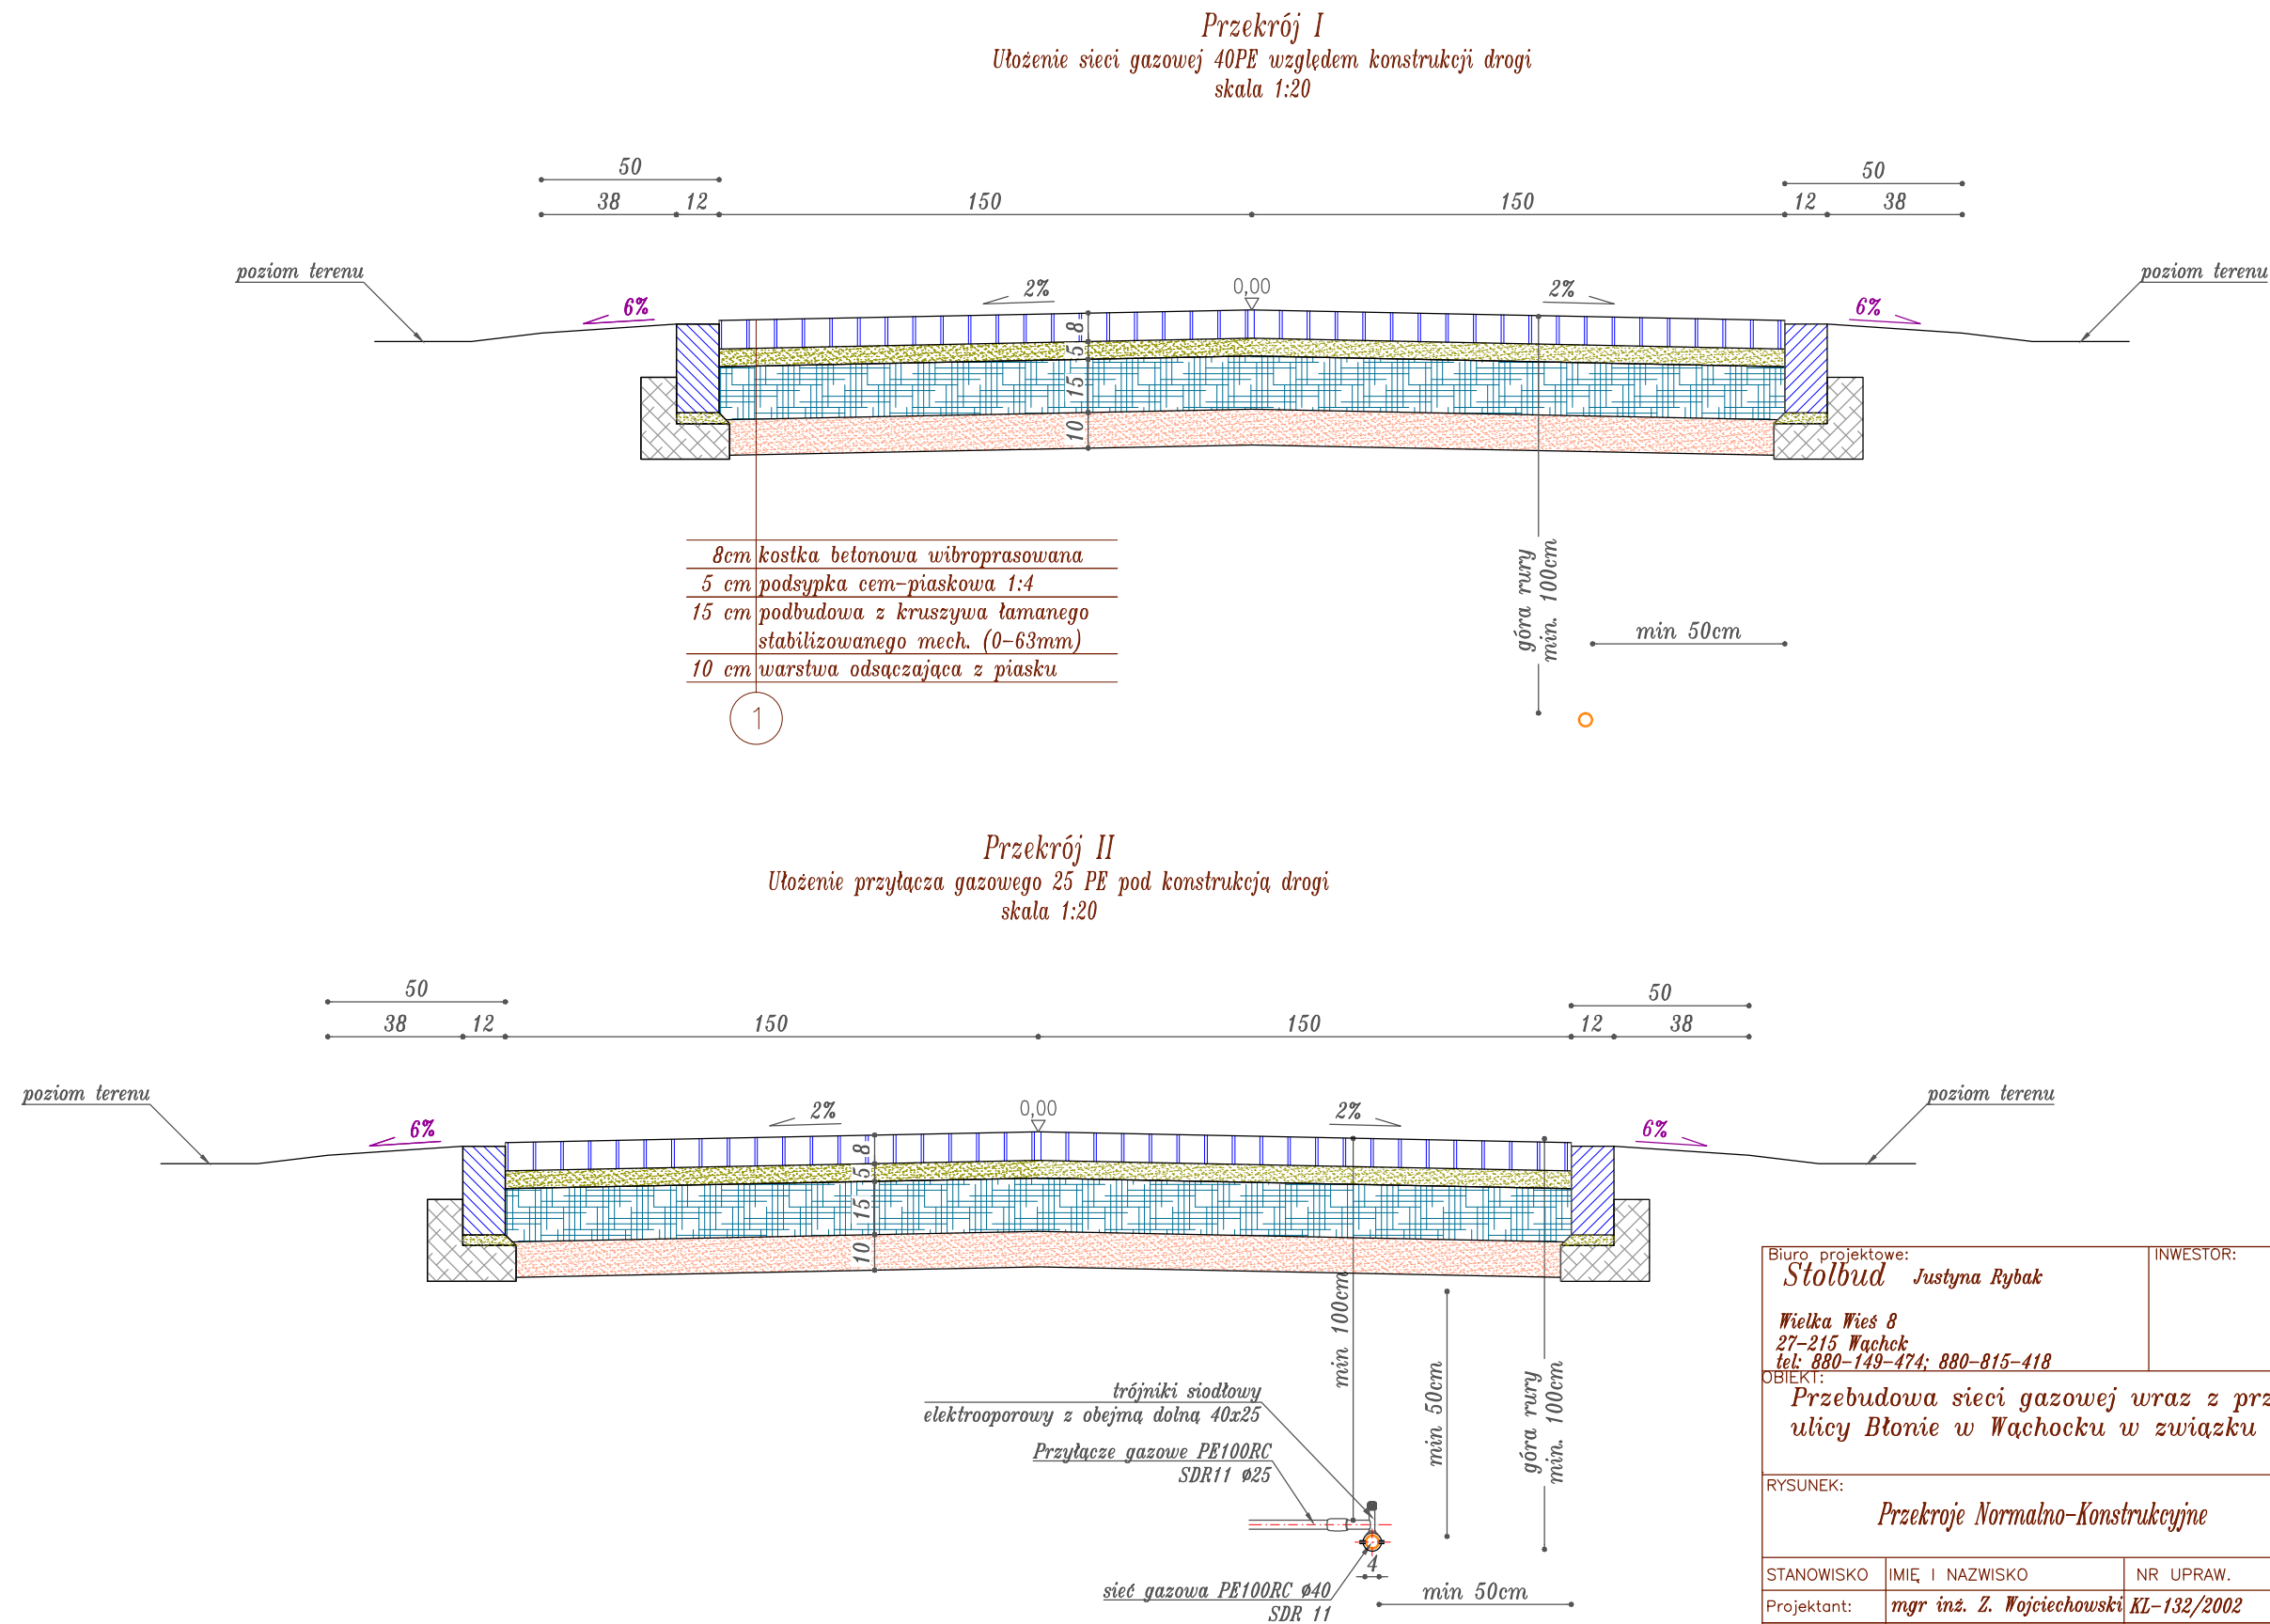 Przekrój I
Ułożenie sieci gazowej 40PE względem konstrukcji drogi
skala 1:20
50
50
38
12
150
150
12
38
poziom terenu
poziom terenu
6%
2%
0,00
2%
6%
8
5
15
10
8cm kostka betonowa wibroprasowana
5 cm podsypka cem-piaskowa 1:4
15 cm podbudowa z kruszywa łamanego
stabilizowanego mech. (0-63mm)
10 cm warstwa odsączająca z piasku
1
góra rury
min. 100cm
min 50cm
Przekrój II
Ułożenie przyłącza gazowego 25 PE pod konstrukcją drogi
skala 1:20
50
50
38
12
150
150
12
38
poziom terenu
poziom terenu
6%
2%
0,00
2%
6%
8
5
15
10
min 100cm
min 50cm
góra rury
min. 100cm
trójniki siodłowy
elektrooporowy z obejmą dolną 40x25
Przyłącze gazowe PE100RC
SDR11 ø25
4
sieć gazowa PE100RC ø40
SDR 11
min 50cm
Biuro projektowe:
INWESTOR:
Stolbud Justyna Rybak
Wielka Wieś 8
27-215 Wąchck
tel: 880-149-474; 880-815-418
OBIEKT:
Przebudowa sieci gazowej wraz z prz
ulicy Błonie w Wąchocku w związku
RYSUNEK:
Przekroje Normalno-Konstrukcyjne
STANOWISKO IMIĘ I NAZWISKO NR UPRAW.
Projektant: mgr inż. Z. Wojciechowski KL-132/2002